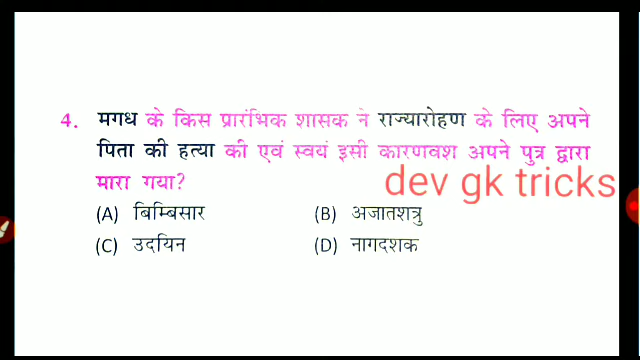 4. मगध के किस प्रारंभिक शासक ने राज्यारोहण के लिए अपने
पिता की हत्या की एवं स्वयं इसी कारणवश अपने पुत्र द्वारा
मारा गया?
dev gk tricks
(A) बिम्बिसार (B) अजातशत्रु
(C) उदयिन (D) नागदशक